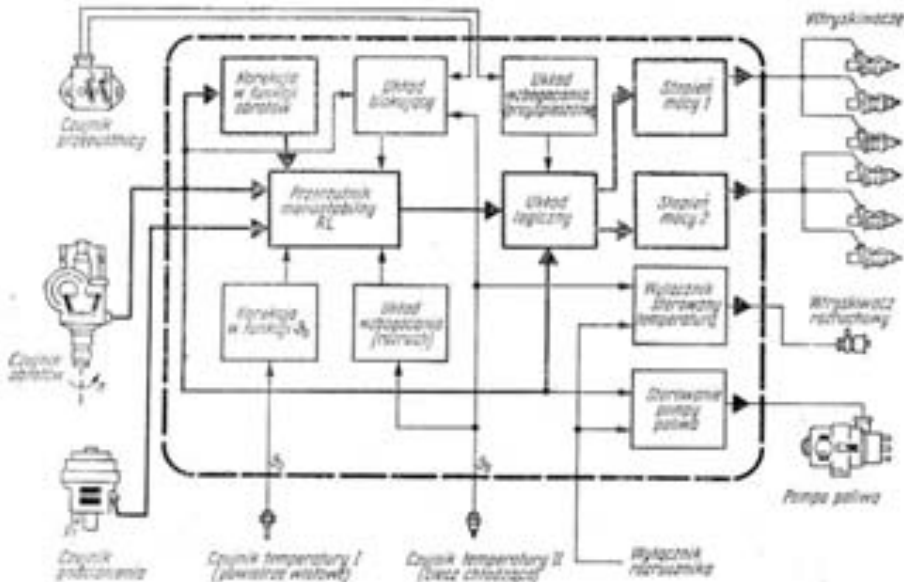 Wtryskiwacze
Czujnik
przepustnicy
Korekcja
w funkcji
obrotów
Układ
blokujący
Układ
wzbogacania
(przyspieszenie)
Stopień
mocy 1
Przerzutnik
monostabilny
RL
Układ
logiczny
Stopień
mocy 2
Korekcja
w funkcji
Układ
wzbogacania
(rozruch)
Wyłącznik
sterowany
temperaturą
Wtryskiwacz
rozruchowy
Czujnik
obrotów
n
Sterowanie
pompy
paliwa
Pompa paliwa
Czujnik
podciśnienia
Czujnik temperatury I
(powietrze wlotowe)
Czujnik temperatury II
(ciecz chłodząca)
Wyłącznik
rozrusznika